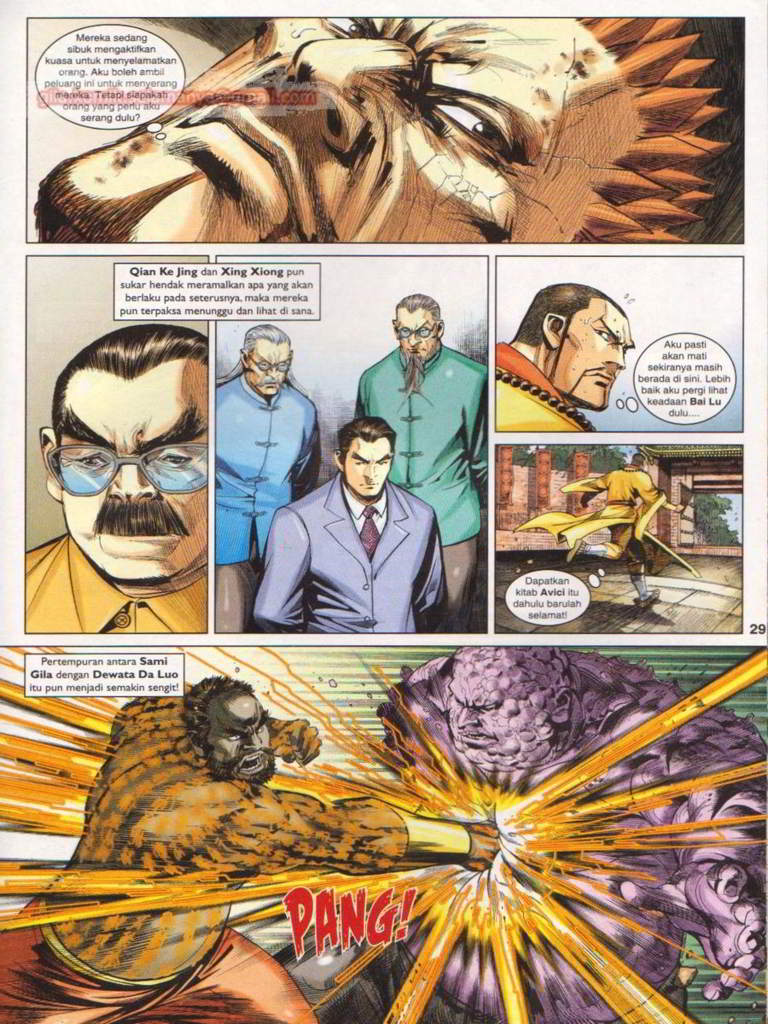 Mereka sedang
sibuk mengaktifkan
kuasa untuk menyelamatkan
orang. Aku boleh ambil
peluang ini untuk menyerang
mereka. Tetapi siapakah
orang yang perlu aku
serang dulu?
Qian Ke Jing dan Xing Xiong pun
sukar hendak meramalkan apa yang akan
berlaku pada seterusnya, maka mereka
pun terpaksa menunggu dan lihat di sana.
Aku pasti
akan mati
sekiranya masih
berada di sini. Lebih
baik aku pergi lihat
keadaan Bai Lu
dulu....
Dapatkan
kitab Avici itu
dahulu barulah
selamat!
29
Pertempuran antara Sami
Gila dengan Dewata Da Luo
itu pun menjadi semakin sengit!
PANG!